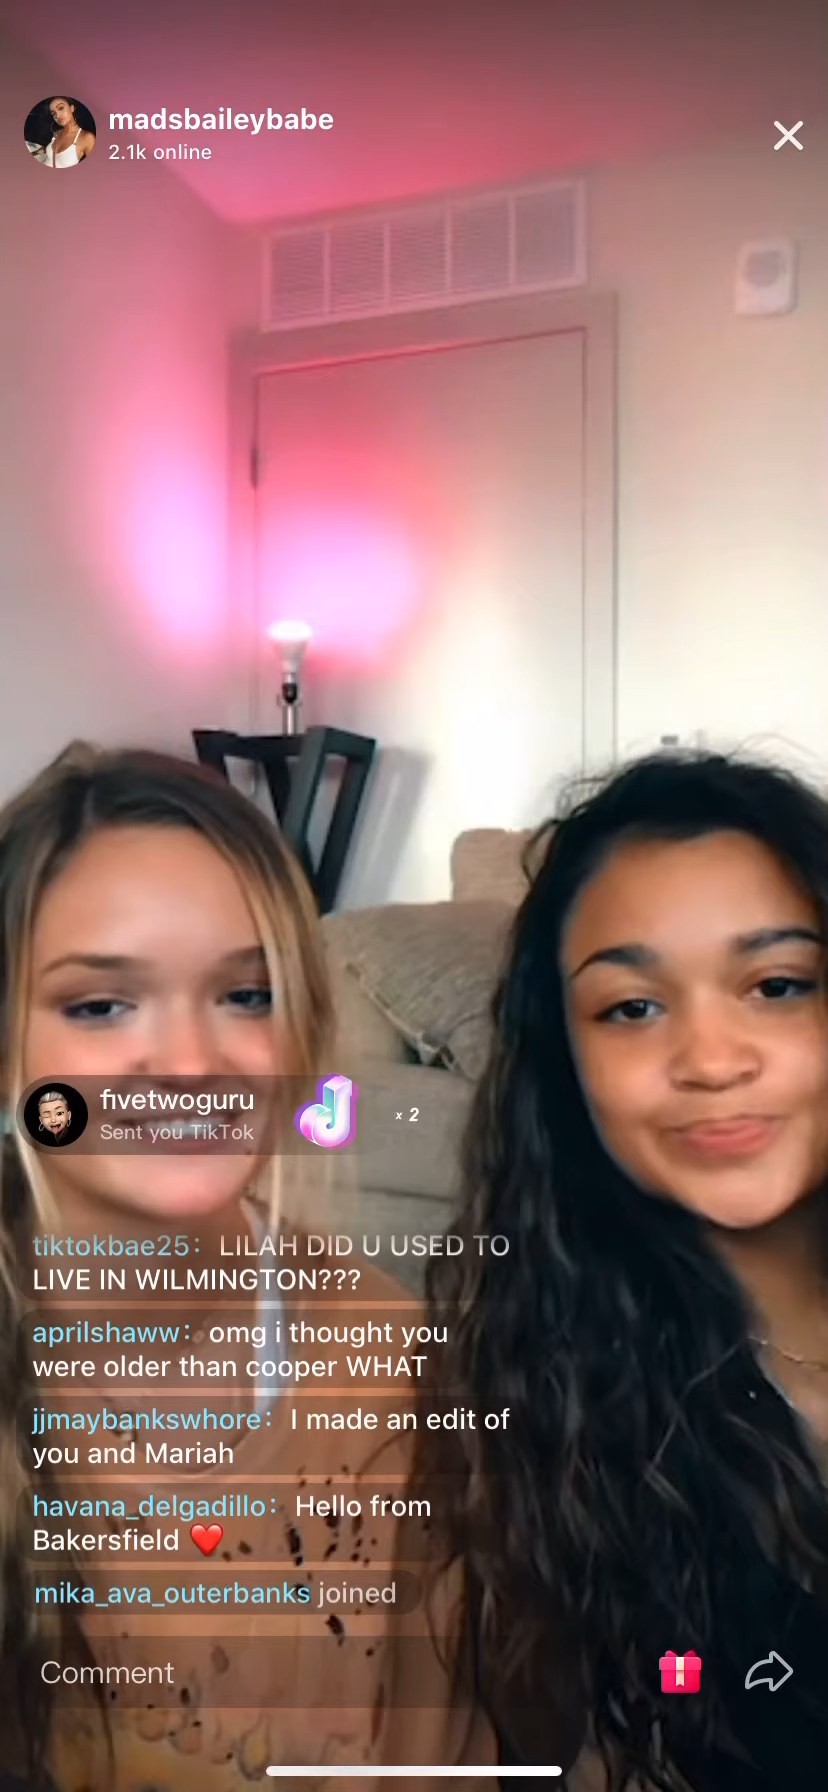 madsbaileybabe
2.1k online
fivetwoguru
Sent you TikTok
x 2
tiktokbae25: LILAH DID U USED TO
LIVE IN WILMINGTON???
aprilshaww: omg i thought you
were older than cooper WHAT
jjmaybankswhore: I made an edit of
you and Mariah
havana_delgadillo: Hello from
Bakersfield ❤️
mika_ava_outerbanks joined
Comment